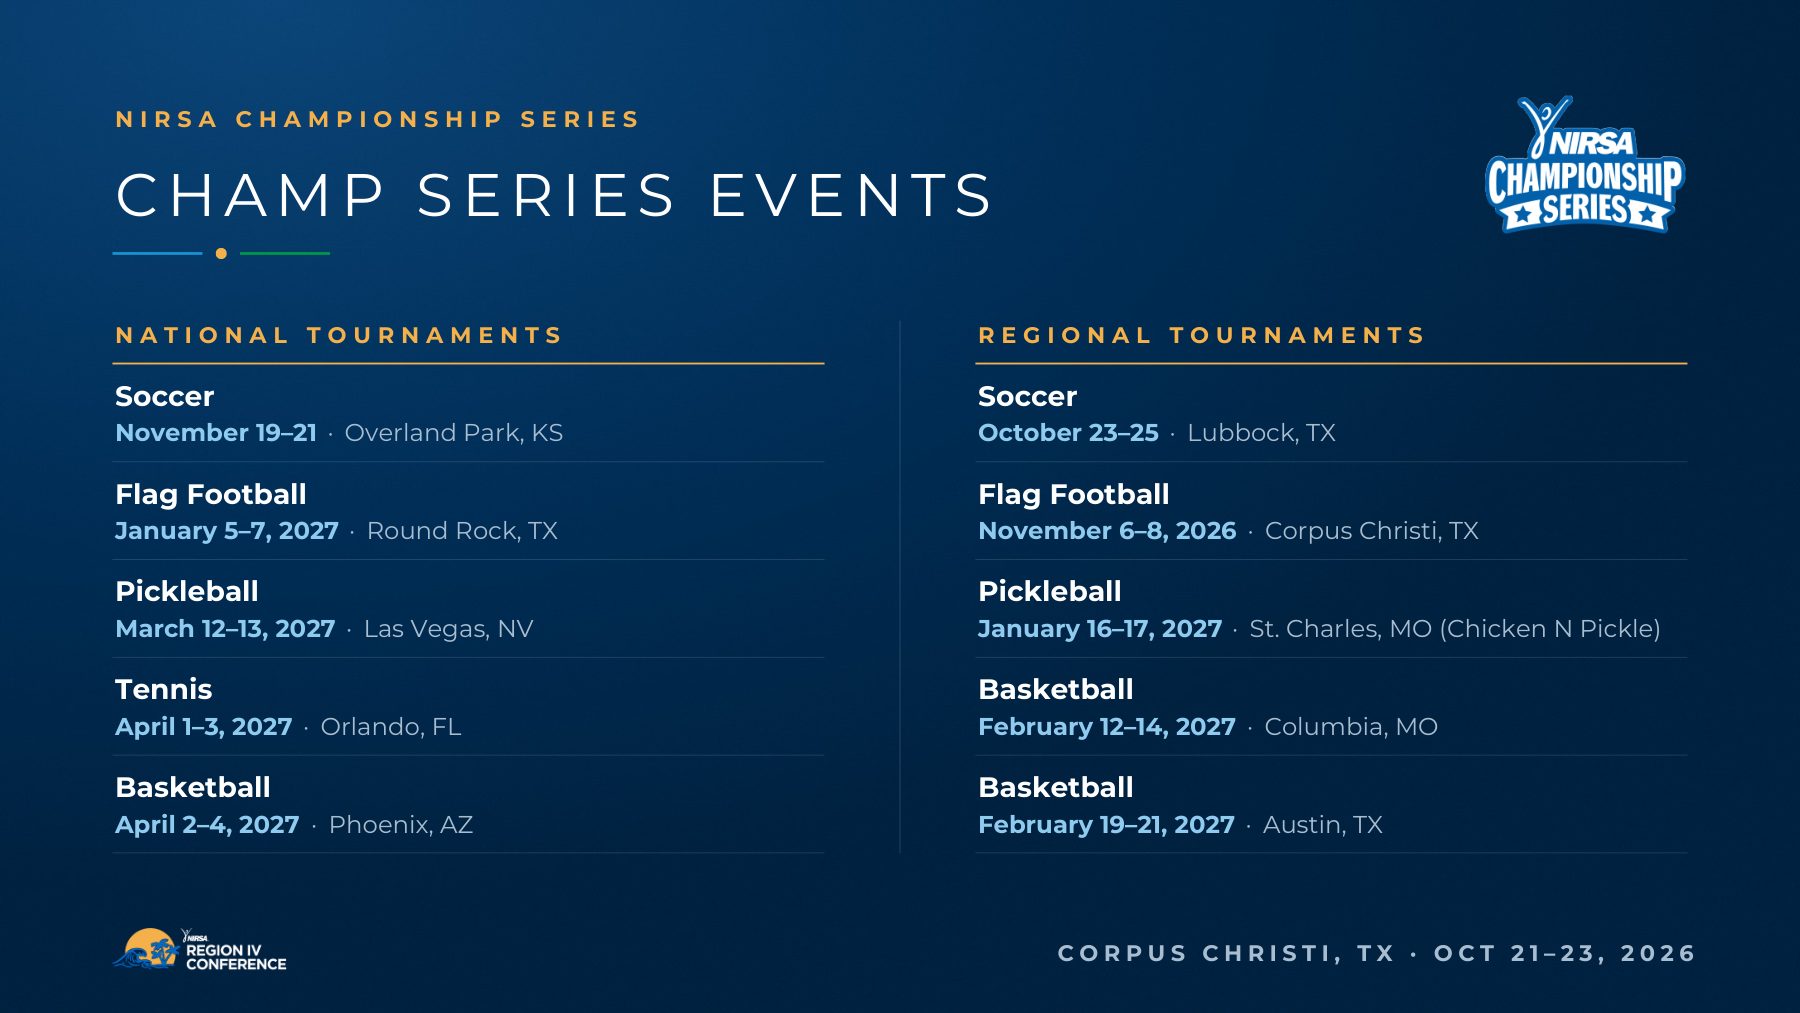 NIRSA CHAMPIONSHIP SERIES
CHAMP SERIES EVENTS
NIRSA
CHAMPIONSHIP
SERIES
NATIONAL TOURNAMENTS
Soccer
November 19–21 · Overland Park, KS
Flag Football
January 5–7, 2027 · Round Rock, TX
Pickleball
March 12–13, 2027 · Las Vegas, NV
Tennis
April 1–3, 2027 · Orlando, FL
Basketball
April 2–4, 2027 · Phoenix, AZ
REGIONAL TOURNAMENTS
Soccer
October 23–25 · Lubbock, TX
Flag Football
November 6–8, 2026 · Corpus Christi, TX
Pickleball
January 16–17, 2027 · St. Charles, MO (Chicken N Pickle)
Basketball
February 12–14, 2027 · Columbia, MO
Basketball
February 19–21, 2027 · Austin, TX
NIRSA
REGION IV
CONFERENCE
CORPUS CHRISTI, TX · OCT 21–23, 2026